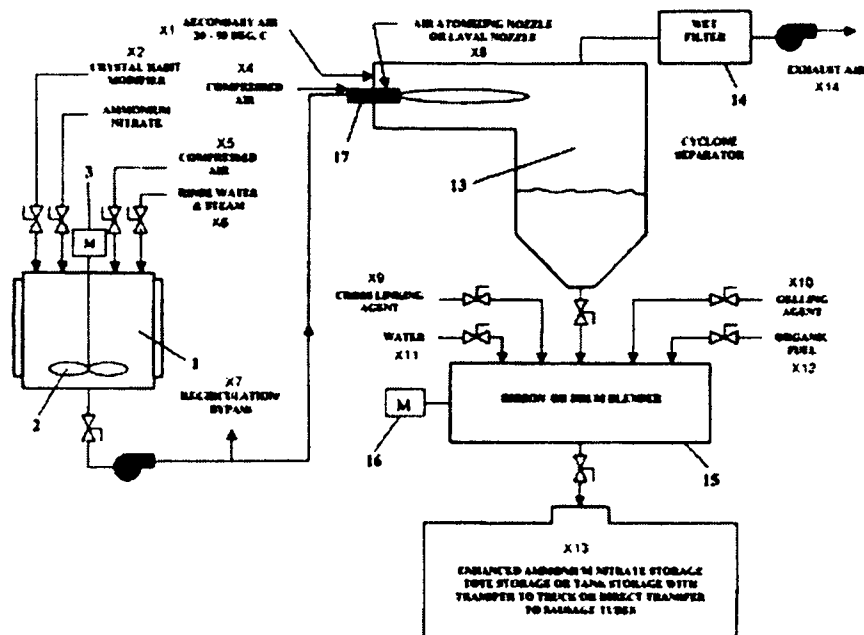 X1 SECONDARY AIR
20 - 90 DEG. C
AIR ATOMIZING NOZZLE
OR LAVAL NOZZLE
X8
WET
FILTER
14
EXHAUST AIR
X14
X2
CRYSTAL HABIT
MODIFIER
X4
COMPRESSED
AIR
17
AMMONIUM
NITRATE
X5
COMPRESSED
AIR
3
RINSE WATER
& STEAM
X6
M
CYCLONE
SEPARATOR
13
1
2
X7
RECIRCULATION
BYPASS
X9
CROSS LINKING
AGENT
WATER
X11
X10
GELLING
AGENT
ORGANIC
FUEL
X12
RIBBON OR DRUM BLENDER
M
16
15
X13
ENHANCED AMMONIUM NITRATE STORAGE
TOTE STORAGE OR TANK STORAGE WITH
TRANSFER TO TRUCK OR DIRECT TRANSFER
TO SAUSAGE TUBES